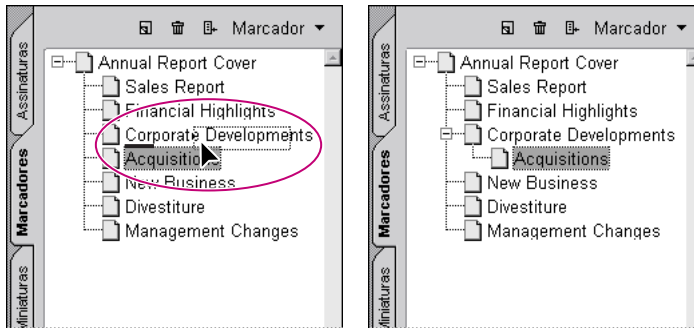 Marcador
Annual Report Cover
Sales Report
Financial Highlights
Corporate Developments
Acquisitions
New Business
Divestiture
Management Changes
Assinaturas
Marcadores
Miniaturas
Marcador
Annual Report Cover
Sales Report
Financial Highlights
Corporate Developments
Acquisitions
New Business
Divestiture
Management Changes
Assinaturas
Marcadores
Miniaturas